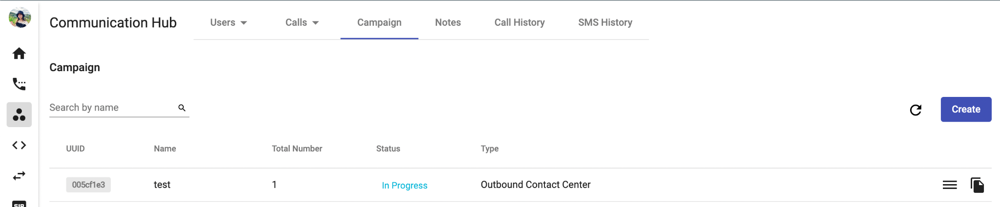 Communication Hub
Users
Calls
Campaign
Notes
Call History
SMS History
Campaign
Search by name
Create
UUID
Name
Total Number
Status
Type
005cf1e3
test
1
In Progress
Outbound Contact Center